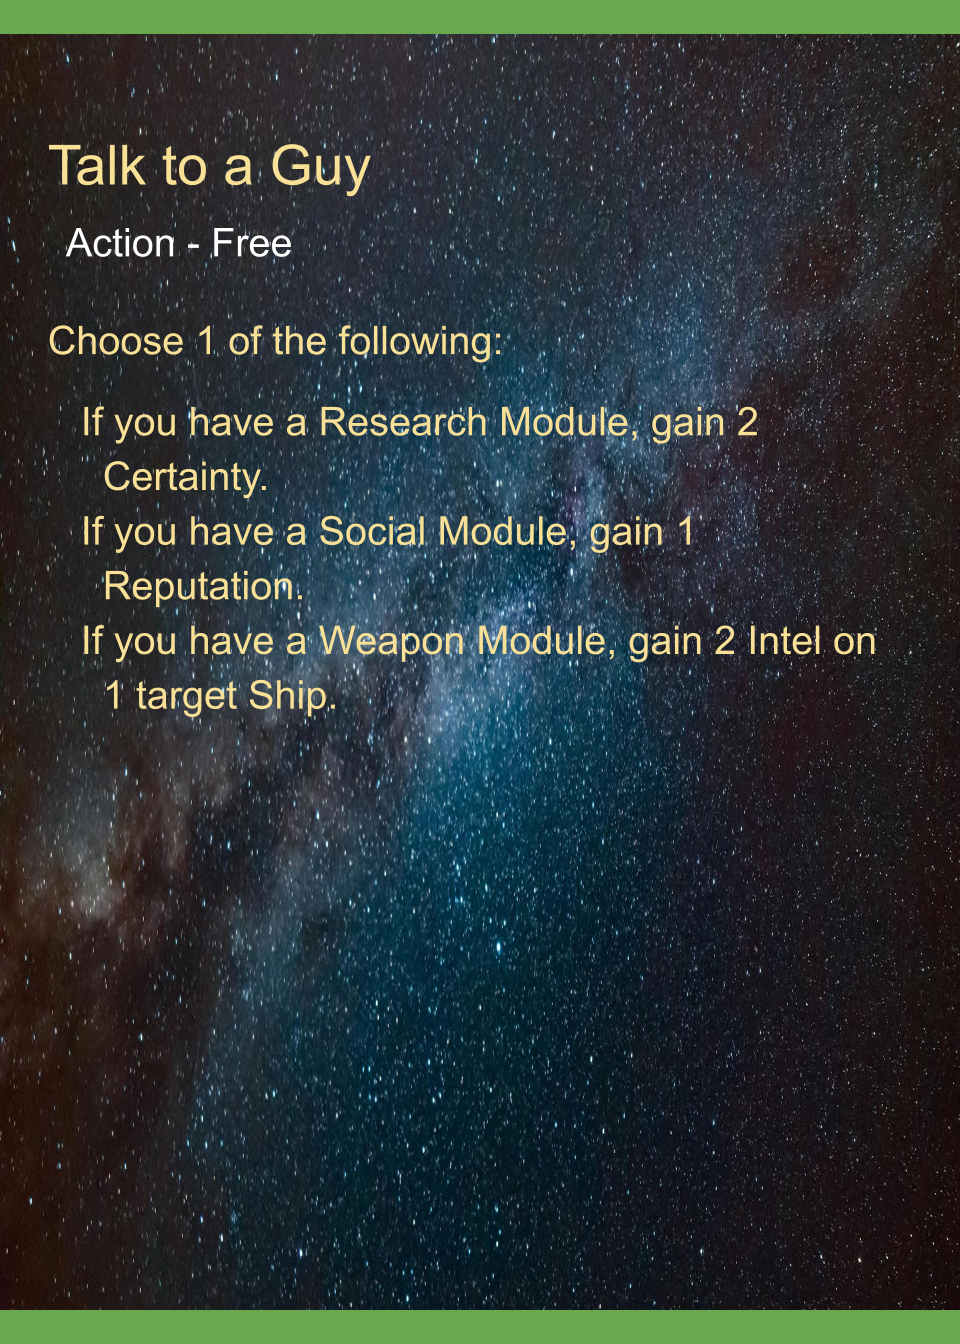 Talk to a Guy
Action - Free
Choose 1 of the following:
If you have a Research Module, gain 2
Certainty.
If you have a Social Module, gain 1
Reputation.
If you have a Weapon Module, gain 2 Intel on
1 target Ship.